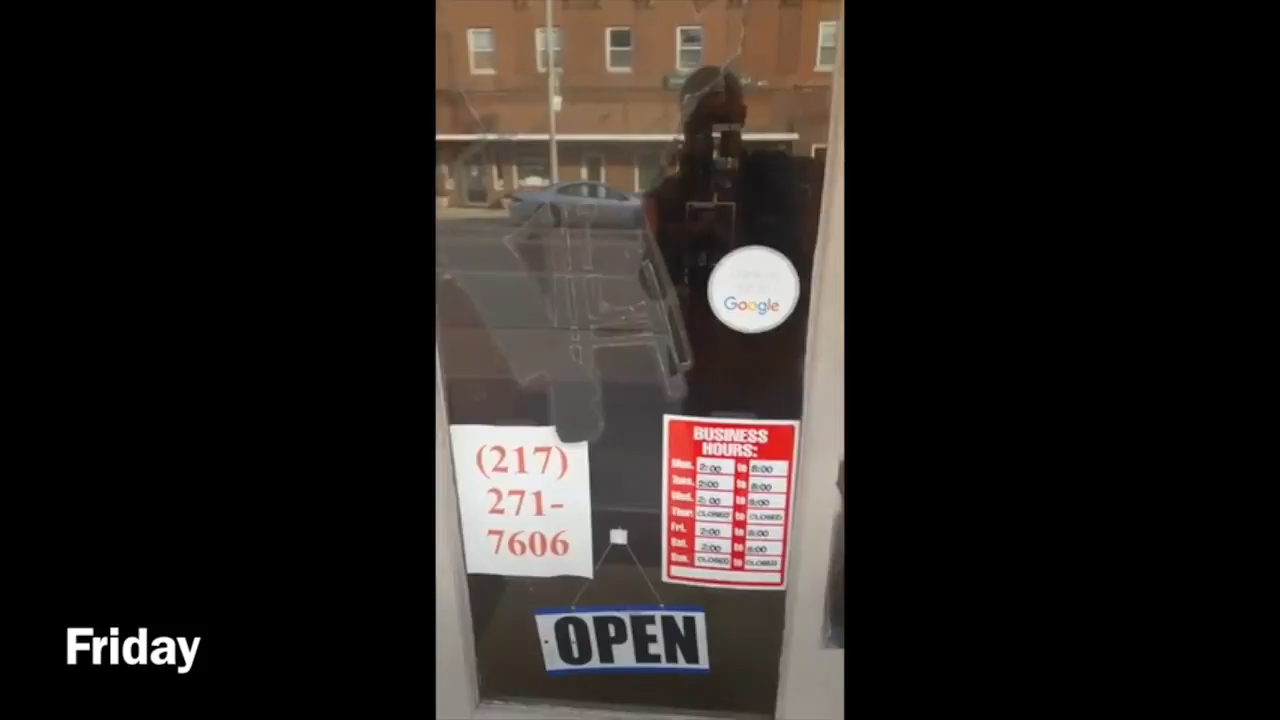 Google
(217)
271-
7606
BUSINESS
HOURS:
Mon. 2:00 to 8:00
Tues. 2:00 to 8:00
Wed. 2:00 to 8:00
Thur. CLOSED to CLOSED
Fri. 2:00 to 8:00
Sat. 2:00 to 8:00
Sun. CLOSED to CLOSED
OPEN
Friday